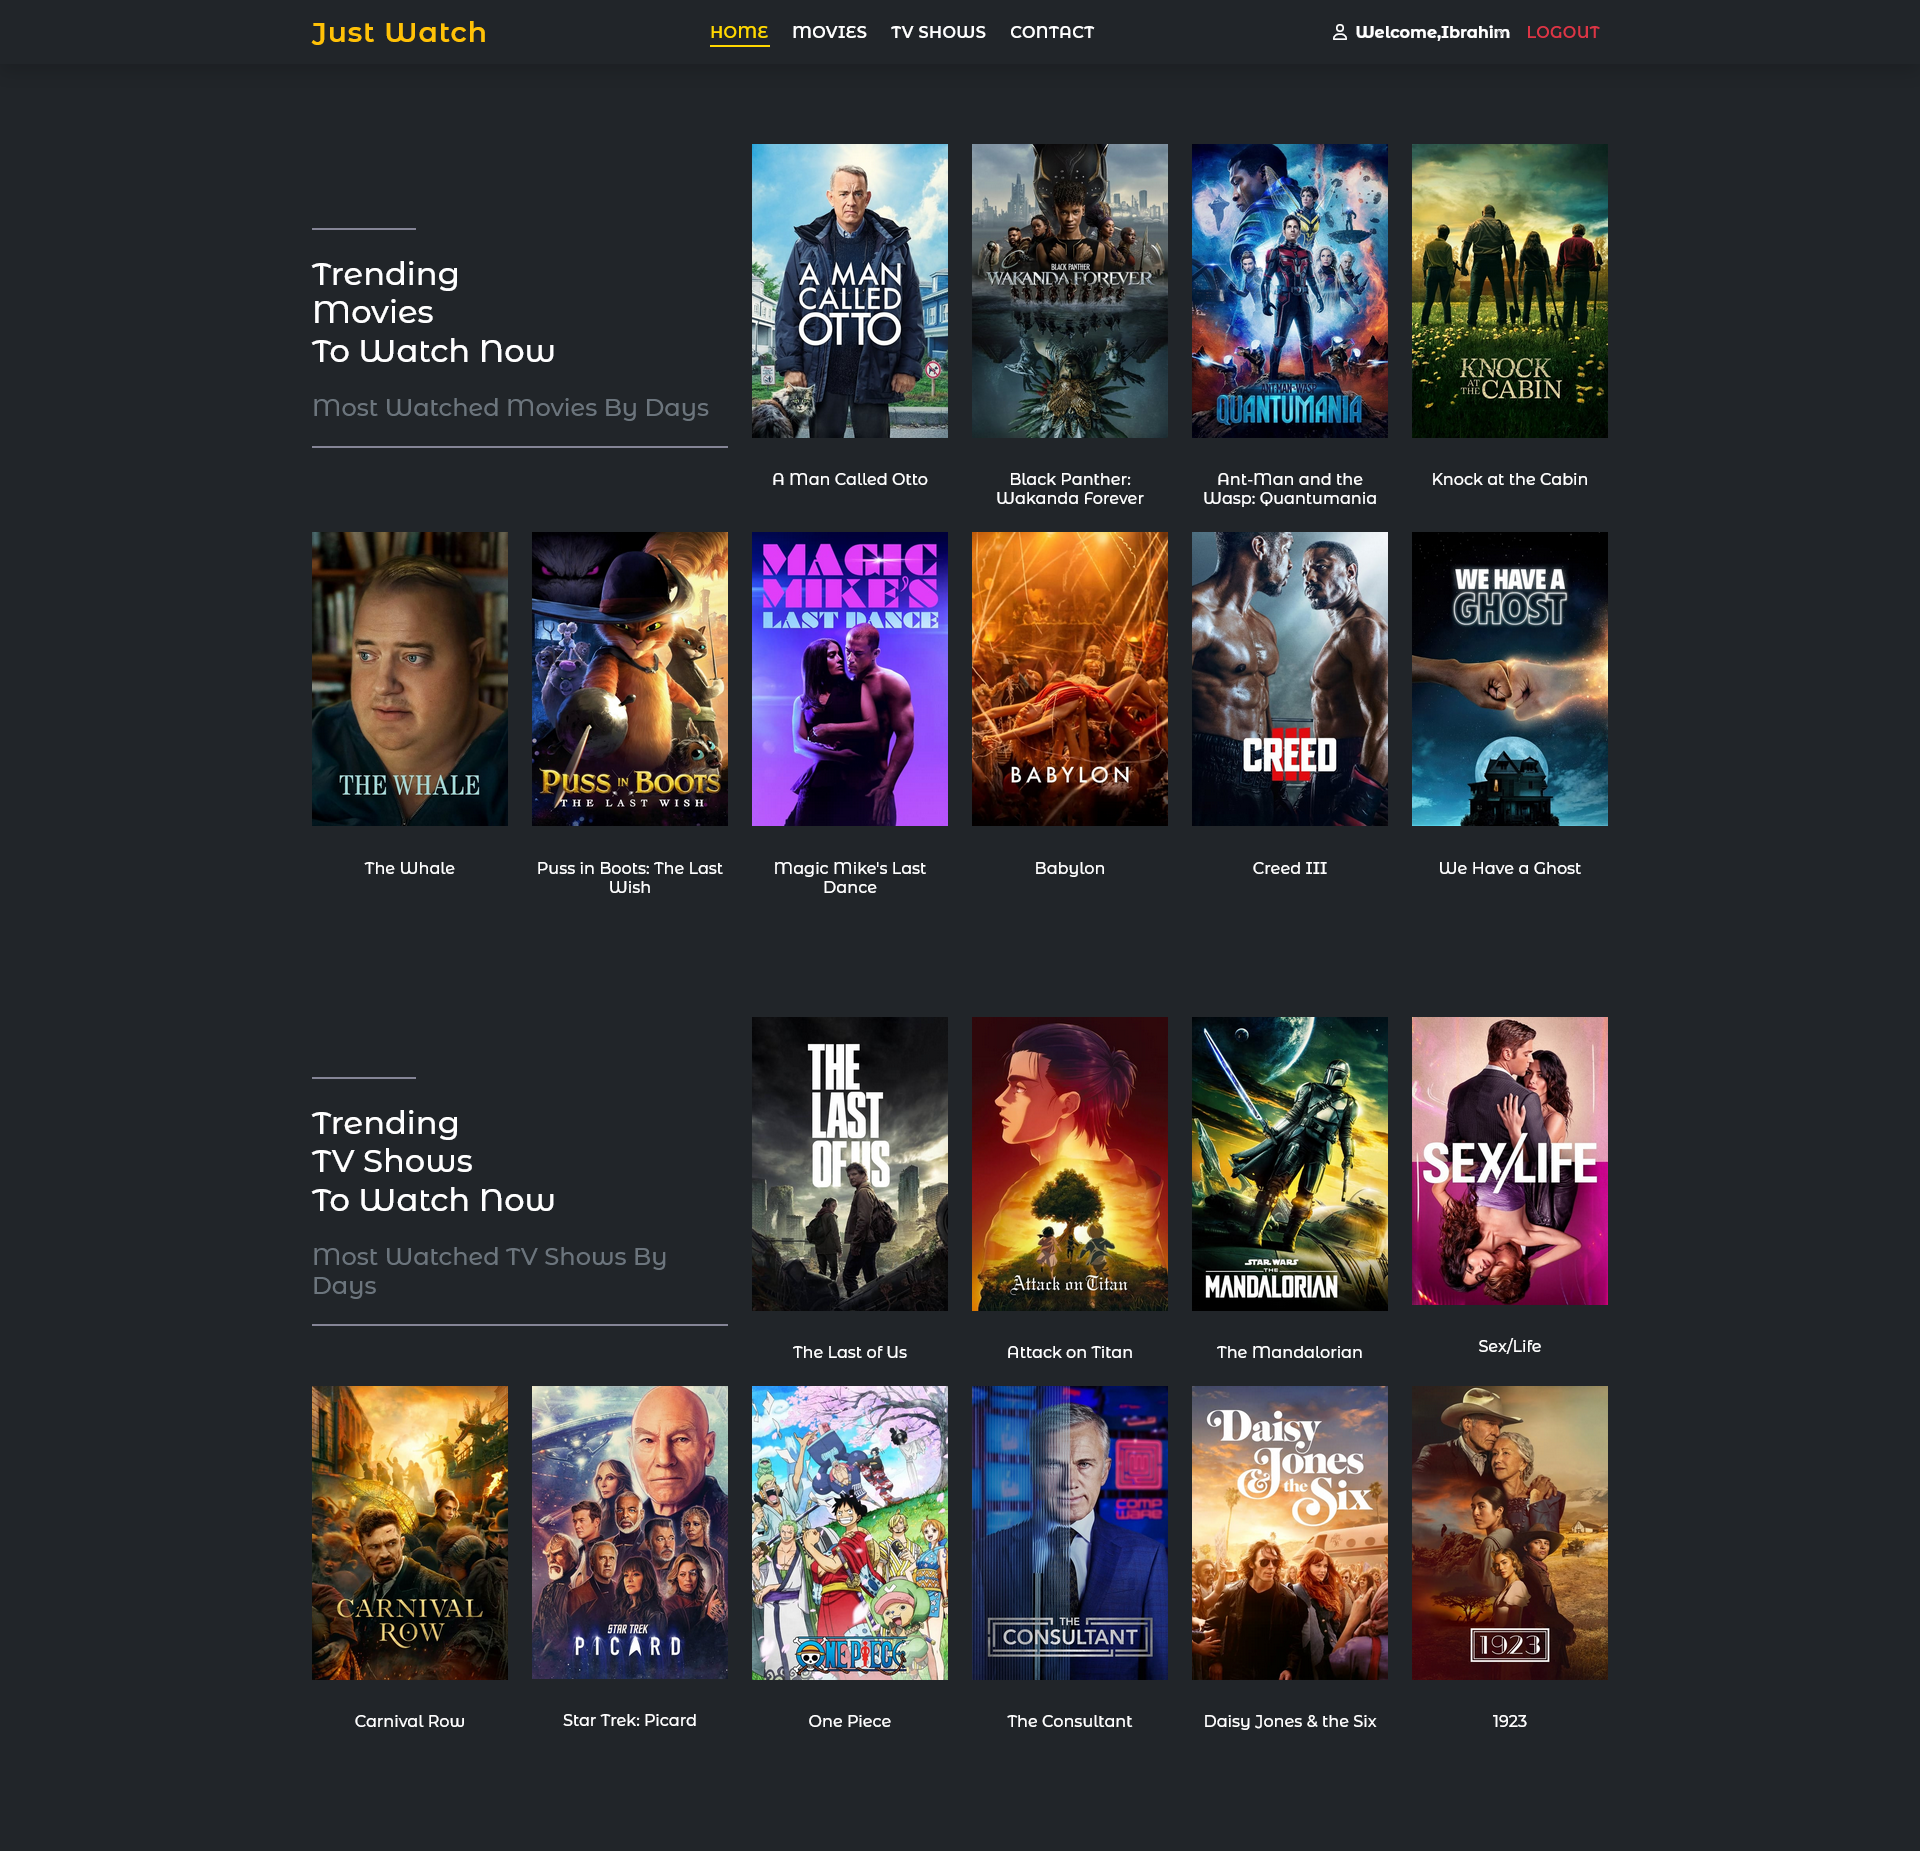 Just Watch
HOME
MOVIES
TV SHOWS
CONTACT
Welcome,Ibrahim
LOGOUT
Trending
Movies
To Watch Now
Most Watched Movies By Days
A MAN
CALLED
OTTO
A Man Called Otto
BLACK PANTHER
WAKANDA FOREVER
Black Panther:
Wakanda Forever
ANT-MAN AND THE WASP
QUANTUMANIA
Ant-Man and the
Wasp: Quantumania
KNOCK
AT THE CABIN
Knock at the Cabin
THE WHALE
The Whale
PUSS IN BOOTS
THE LAST WISH
Puss in Boots: The Last
Wish
MAGIC
MIKE'S
LAST DANCE
Magic Mike's Last
Dance
BABYLON
Babylon
CREED
III
Creed III
WE HAVE A
GHOST
We Have a Ghost
Trending
TV Shows
To Watch Now
Most Watched TV Shows By
Days
THE
LAST
OF US
The Last of Us
Attack on Titan
Attack on Titan
STAR WARS
THE
MANDALORIAN
The Mandalorian
SEX/LIFE
Sex/Life
CARNIVAL
ROW
Carnival Row
STAR TREK
PICARD
Star Trek: Picard
ONE PIECE
One Piece
COMP
WARE
THE
CONSULTANT
The Consultant
Daisy
Jones
& the
Six
Daisy Jones & the Six
1923
1923